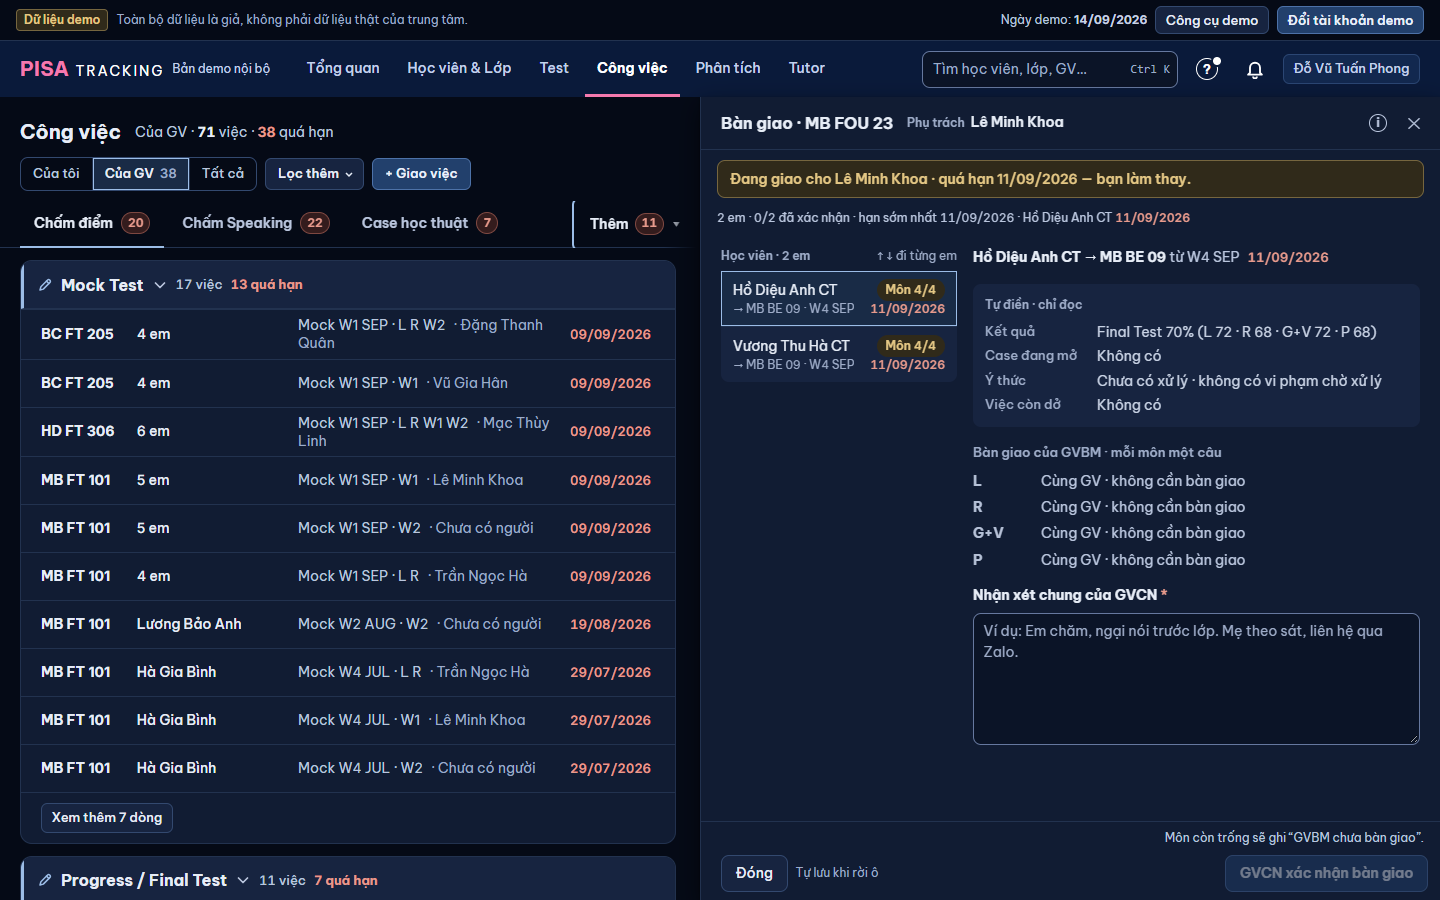 Dữ liệu demo Toàn bộ dữ liệu là giả, không phải dữ liệu thật của trung tâm.
Ngày demo: 14/09/2026 Công cụ demo Đổi tài khoản demo
PISA TRACKING Bản demo nội bộ Tổng quan Học viên & Lớp Test Công việc Phân tích Tutor
Tìm học viên, lớp, GV... Ctrl K ? Đỗ Vũ Tuấn Phong
Công việc Của GV · 71 việc · 38 quá hạn
Của tôi Của GV 38 Tất cả Lọc thêm + Giao việc
Chấm điểm 20 Chấm Speaking 22 Case học thuật 7 Thêm 11
Mock Test 17 việc 13 quá hạn
BC FT 205 4 em Mock W1 SEP · L R W2 · Đặng Thanh Quân 09/09/2026
BC FT 205 4 em Mock W1 SEP · W1 · Vũ Gia Hân 09/09/2026
HD FT 306 6 em Mock W1 SEP · L R W1 W2 · Mạc Thùy Linh 09/09/2026
MB FT 101 5 em Mock W1 SEP · W1 · Lê Minh Khoa 09/09/2026
MB FT 101 5 em Mock W1 SEP · W2 · Chưa có người 09/09/2026
MB FT 101 4 em Mock W1 SEP · L R · Trần Ngọc Hà 09/09/2026
MB FT 101 Lương Bảo Anh Mock W2 AUG · W2 · Chưa có người 19/08/2026
MB FT 101 Hà Gia Bình Mock W4 JUL · L R · Trần Ngọc Hà 29/07/2026
MB FT 101 Hà Gia Bình Mock W4 JUL · W1 · Lê Minh Khoa 29/07/2026
MB FT 101 Hà Gia Bình Mock W4 JUL · W2 · Chưa có người 29/07/2026
Xem thêm 7 dòng
Progress / Final Test 11 việc 7 quá hạn
Bàn giao · MB FOU 23 Phụ trách Lê Minh Khoa
Đang giao cho Lê Minh Khoa · quá hạn 11/09/2026 — bạn làm thay.
2 em · 0/2 đã xác nhận · hạn sớm nhất 11/09/2026 · Hồ Diệu Anh CT 11/09/2026
Học viên · 2 em ↑↓ đi từng em
Hồ Diệu Anh CT Môn 4/4
→ MB BE 09 · W4 SEP 11/09/2026
Vương Thu Hà CT Môn 4/4
→ MB BE 09 · W4 SEP 11/09/2026
Hồ Diệu Anh CT → MB BE 09 từ W4 SEP 11/09/2026
Tự điền · chỉ đọc
Kết quả Final Test 70% (L 72 · R 68 · G+V 72 · P 68)
Case đang mở Không có
Ý thức Chưa có xử lý · không có vi phạm chờ xử lý
Việc còn dở Không có
Bàn giao của GVBM · mỗi môn một câu
L Cùng GV · không cần bàn giao
R Cùng GV · không cần bàn giao
G+V Cùng GV · không cần bàn giao
P Cùng GV · không cần bàn giao
Nhận xét chung của GVCN *
Ví dụ: Em chăm, ngại nói trước lớp. Mẹ theo sát, liên hệ qua
Zalo.
Môn còn trống sẽ ghi “GVBM chưa bàn giao”.
Đóng Tự lưu khi rời ô GVCN xác nhận bàn giao